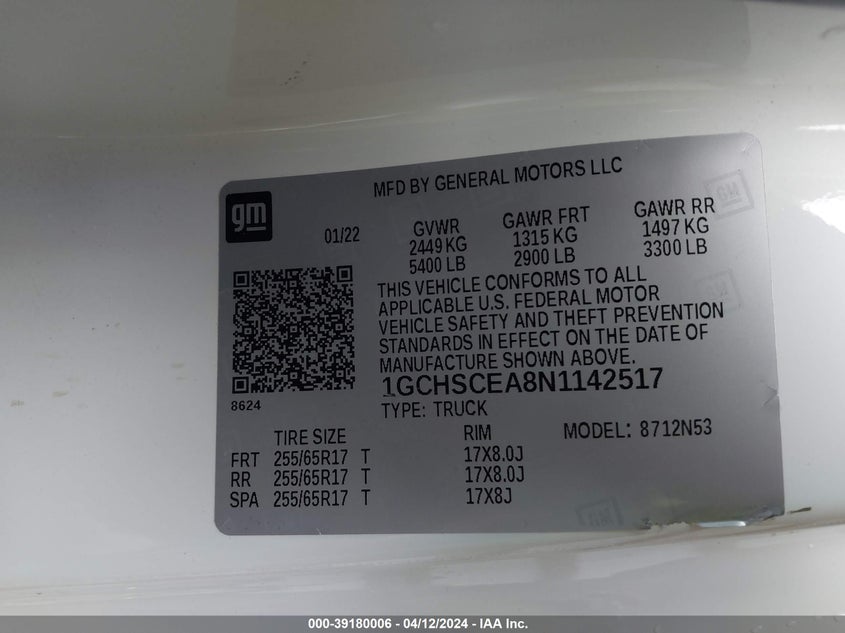 MFD BY GENERAL MOTORS LLC
gm
01/22
GVWR GAWR FRT GAWR RR
2449 KG 1315 KG 1497 KG
5400 LB 2900 LB 3300 LB
THIS VEHICLE CONFORMS TO ALL
APPLICABLE U.S. FEDERAL MOTOR
VEHICLE SAFETY AND THEFT PREVENTION
STANDARDS IN EFFECT ON THE DATE OF
MANUFACTURE SHOWN ABOVE.
1GCHSCEA8N1142517
8624
TYPE: TRUCK
TIRE SIZE RIM MODEL: 8712N53
FRT 255/65R17 T 17X8.0J
RR 255/65R17 T 17X8.0J
SPA 255/65R17 T 17X8J
000-39180006 - 04/12/2024 - IAA Inc.